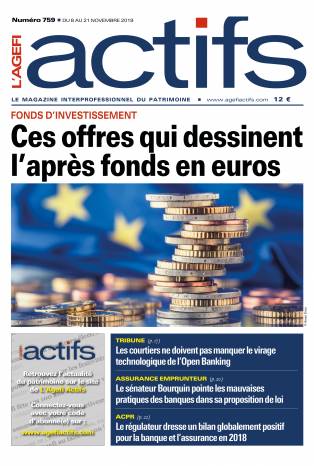 Numéro 759 ■ DU 8 AU 21 NOVEMBRE 2019
L'AGEFI
actifs
LE MAGAZINE INTERPROFESSIONNEL DU PATRIMOINE ■ www.agefiactifs.com 12 €
FONDS D'INVESTISSEMENT
Ces offres qui dessinent
l'après fonds en euros
actifs
Retrouvez l'actualité
du patrimoine sur le site
de L'Agefi Actifs
Connectez-vous
avec votre code
d'abonné(e) sur :
www.agefiactifs.com
TRIBUNE (p. 17)
Les courtiers ne doivent pas manquer le virage
technologique de l'Open Banking
ASSURANCE EMPRUNTEUR (p. 20)
Le sénateur Bourquin pointe les mauvaises
pratiques des banques dans sa proposition de loi
ACPR (p. 22)
Le régulateur dresse un bilan globalement positif
pour la banque et l'assurance en 2018